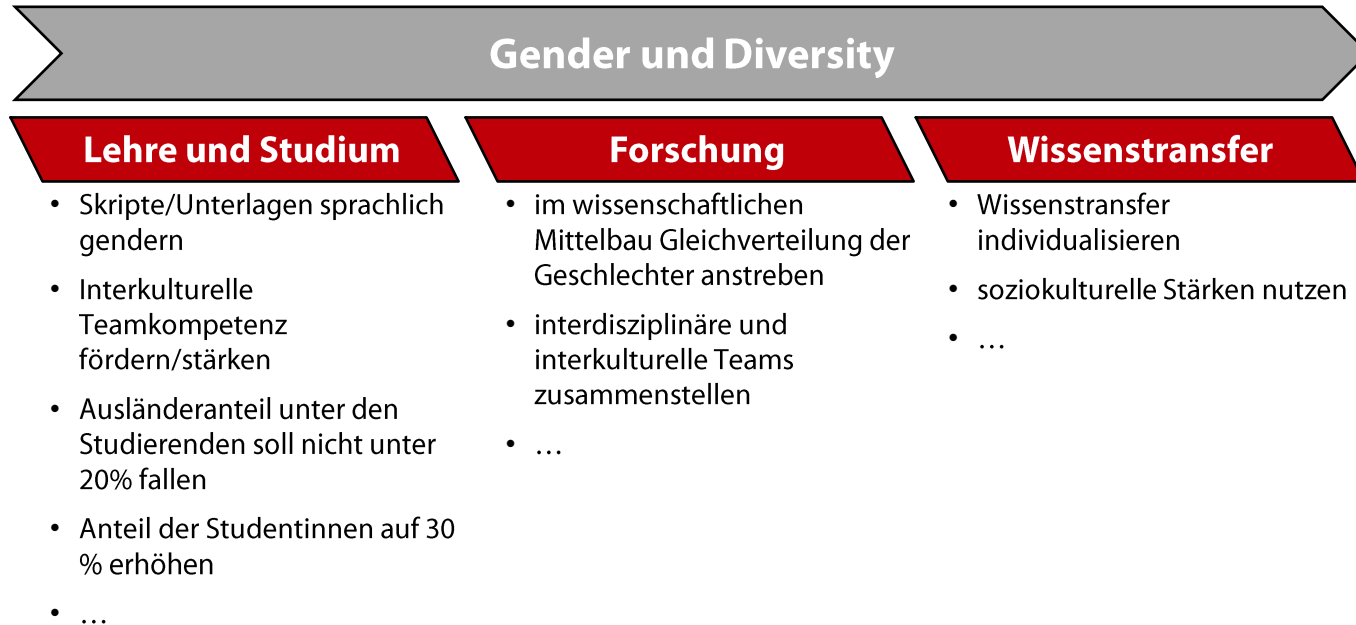 Gender und Diversity
Lehre und Studium
• Skripte/Unterlagen sprachlich
gendern
• Interkulturelle
Teamkompetenz
fördern/stärken
• Ausländeranteil unter den
Studierenden soll nicht unter
20% fallen
• Anteil der Studentinnen auf 30
% erhöhen
• …
Forschung
• im wissenschaftlichen
Mittelbau Gleichverteilung der
Geschlechter anstreben
• interdisziplinäre und
interkulturelle Teams
zusammenstellen
• …
Wissenstransfer
• Wissenstransfer
individualisieren
• soziokulturelle Stärken nutzen
• …